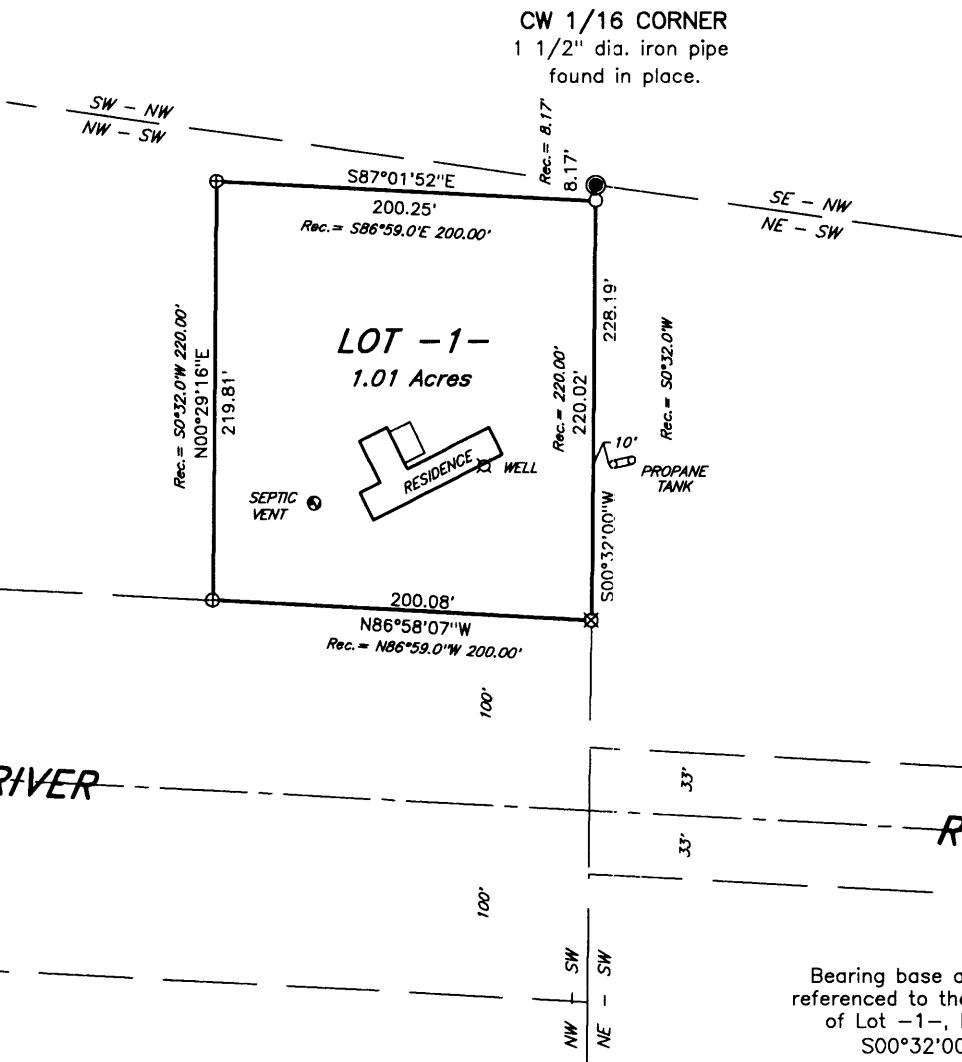 CW 1/16 CORNER
1 1/2" dia. iron pipe
found in place.
SW - NW
NW - SW
Rec.= 8.17'
8.17'
S87°01'52"E
200.25'
Rec.= S86°59.0'E 200.00'
SE - NW
NE - SW
Rec.= S0°32.0'W 220.00'
N00°29'16"E
219.81'
LOT -1-
1.01 Acres
Rec.= 220.00'
220.02'
228.19'
Rec.= S0°32.0'W
S00°32'00"W
10'
PROPANE
TANK
RESIDENCE
WELL
SEPTIC
VENT
200.08'
N86°58'07"W
Rec.= N86°59.0"W 200.00'
100'
33'
RIVER
R
33'
100'
NW - SW
NE - SW
Bearing base a
referenced to the
of Lot -1-,
S00°32'00